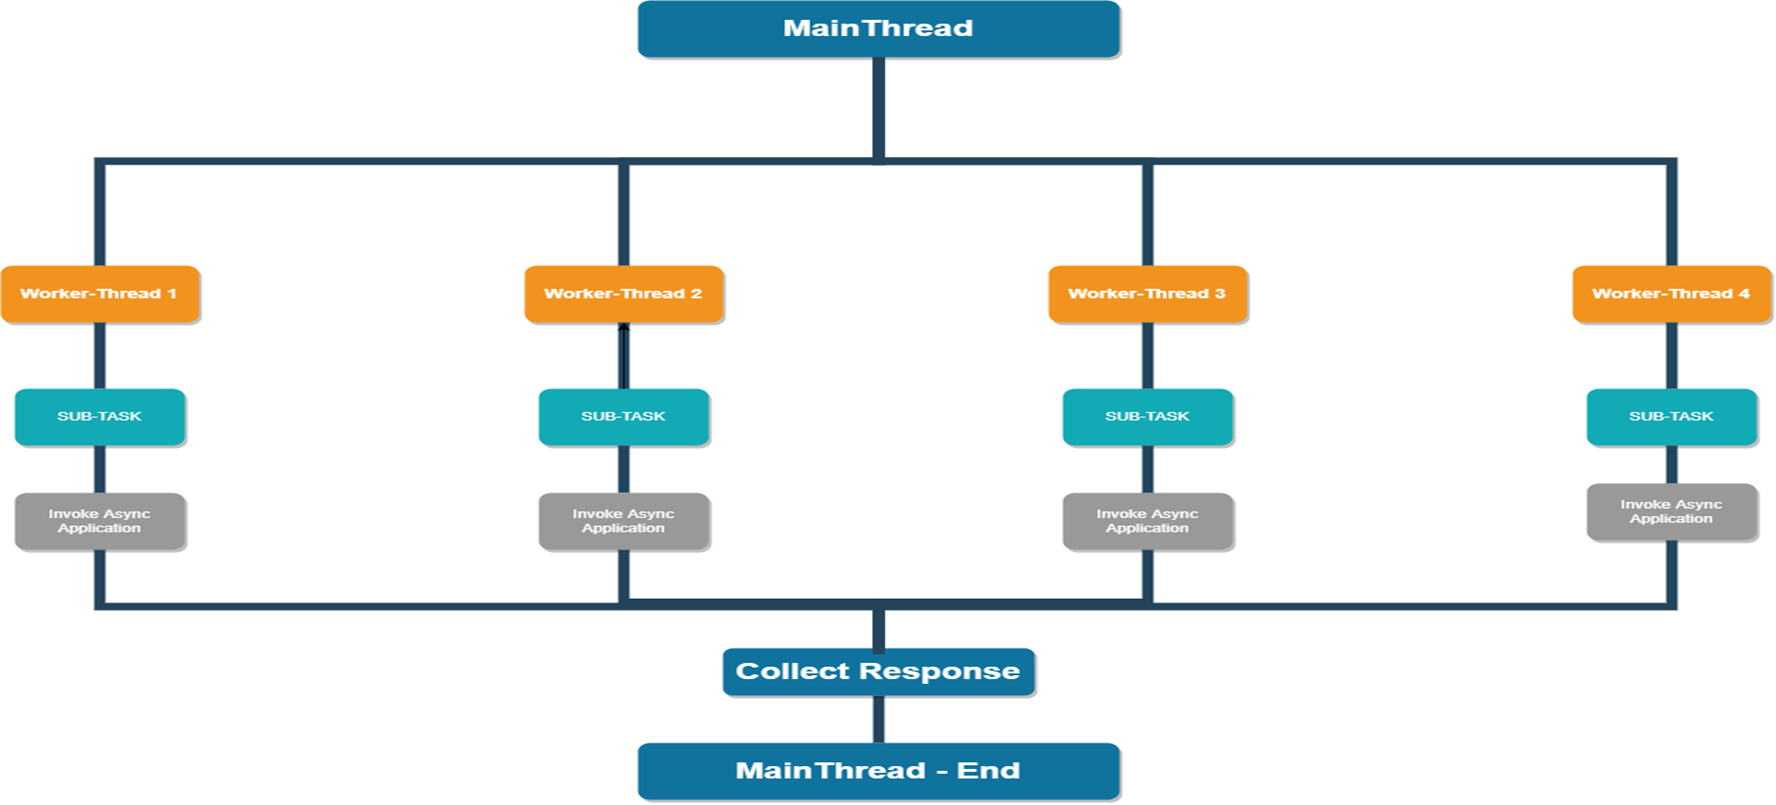 MainThread
Worker-Thread 1
Worker-Thread 2
Worker-Thread 3
Worker-Thread 4
SUB-TASK
SUB-TASK
SUB-TASK
SUB-TASK
Invoke Async
Application
Invoke Async
Application
Invoke Async
Application
Invoke Async
Application
Collect Response
MainThread - End